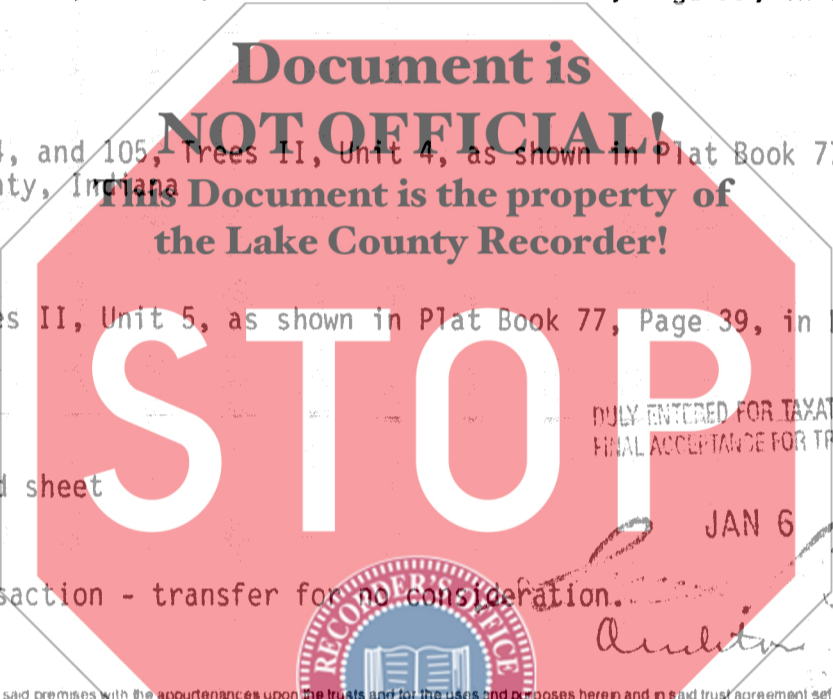 Document is
NOT OFFICIAL!
, and 105, Trees II, Unit 4, as shown in Plat Book 7
nty, Indiana
This Document is the property of
the Lake County Recorder!
es II, Unit 5, as shown in Plat Book 77, Page 39, in
STOP
DULY ENTERED FOR TAXAT
FINAL ACCEPTANCE FOR TR
d sheet
JAN 6
saction - transfer for no consideration.
RECORDER'S OFFICE
Auditor
said premises with the appurtenances upon the trusts and for the uses and purposes herein and in said trust agreement set